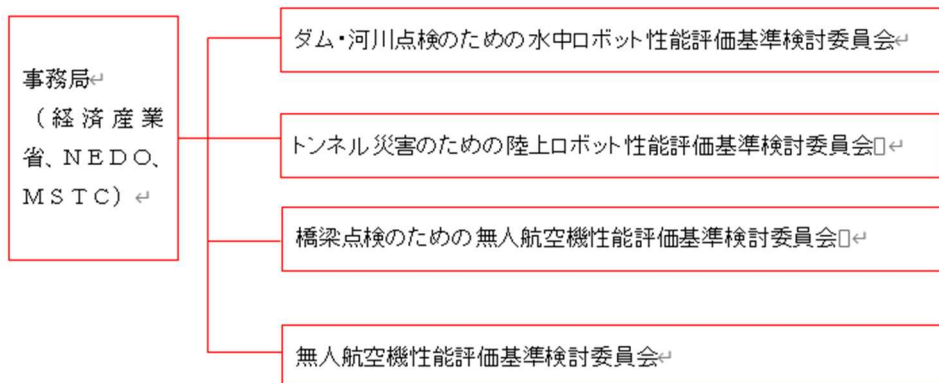 事務局
（経済産業
省、NEDO、
MSTC）
ダム・河川点検のための水中ロボット性能評価基準検討委員会
トンネル災害のための陸上ロボット性能評価基準検討委員会
橋梁点検のための無人航空機性能評価基準検討委員会
無人航空機性能評価基準検討委員会